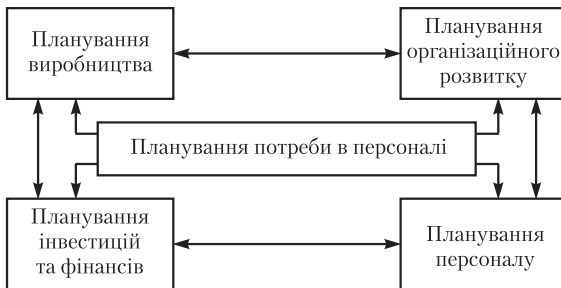 Планування
виробництва
Планування
організаційного
розвитку
Планування потреби в персоналі
Планування
інвестицій
та фінансів
Планування
персоналу